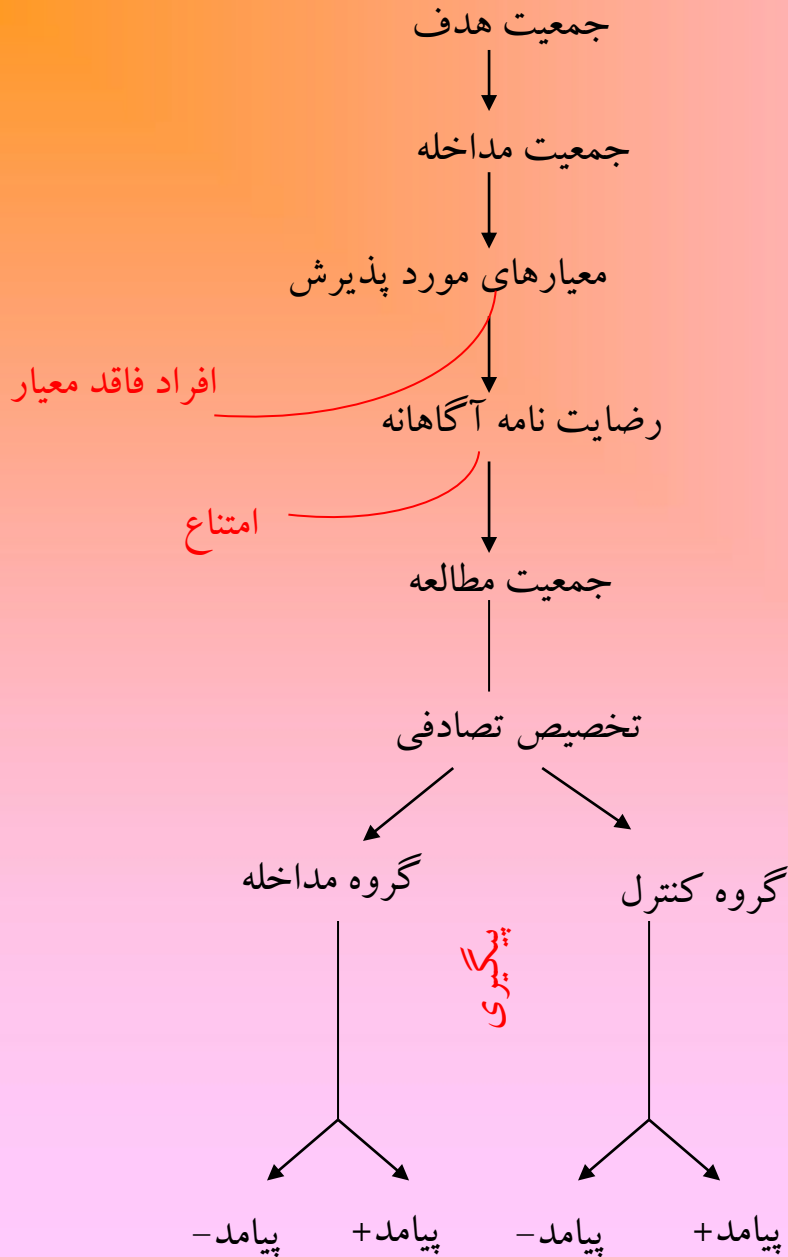 جمعیت هدف
جمعیت مداخله
معیارهای مورد پذیرش
افراد فاقد معیار
رضایت نامه آگاهانه
امتناع
جمعیت مطالعه
تخصیص تصادفی
گروه کنترل
گروه مداخله
پیگیری
پیامد+ پیامد– پیامد+ پیامد–